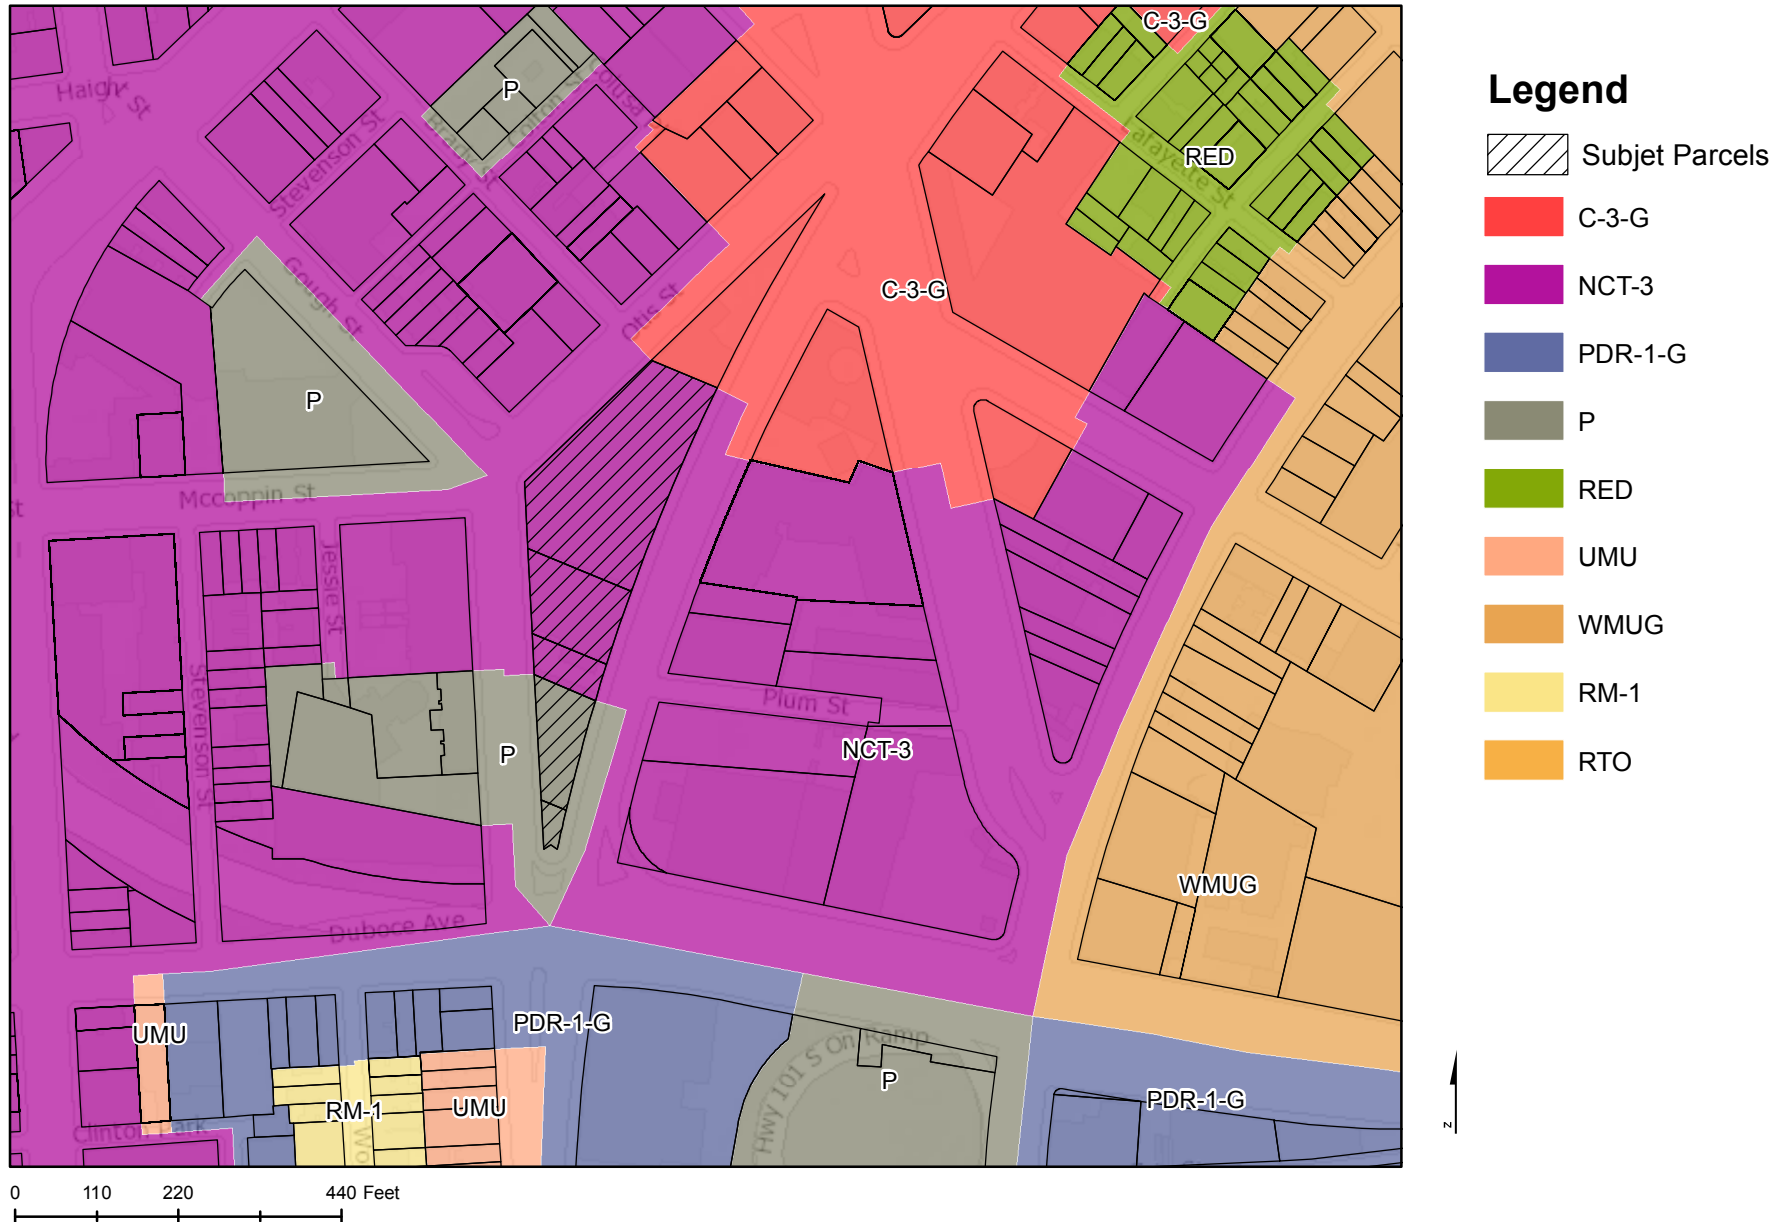 C-3-G
Haight St
P
Colusa
Colton St
Brady St
Stevenson St
Lafayette St
RED
Gough St
C-3-G
Otis St
P
Mccoppin St
St
Jessie St
Stevenson St
Plum St
NCT-3
P
WMUG
Duboce Ave
UMU
PDR-1-G
Hwy 101 S On Ramp
P
RM-1
UMU
Wo
PDR-1-G
Clinton Park
0 110 220 440 Feet
Legend
Subjet Parcels
C-3-G
NCT-3
PDR-1-G
P
RED
UMU
WMUG
RM-1
RTO
z